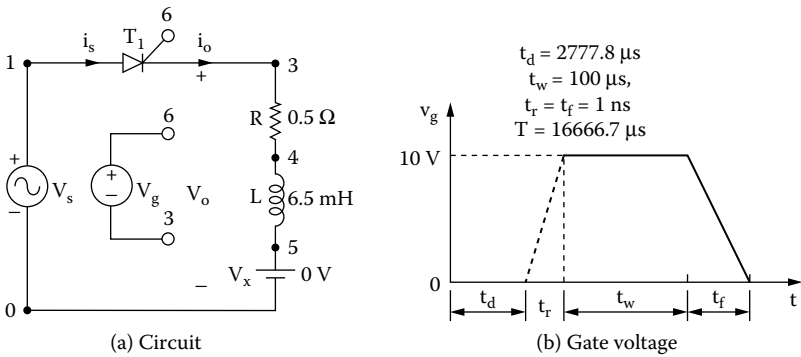 6
i_s T_1 i_o
1 + 3
R 0.5 Ω
6
4
+ + L 6.5 mH
V_s − V_g V_o
−
3 5
− V_x 0 V
0
(a) Circuit
t_d = 2777.8 µs
t_w = 100 µs,
t_r = t_f = 1 ns
T = 16666.7 µs
v_g
10 V
0
t_d t_r t_w t_f t
(b) Gate voltage